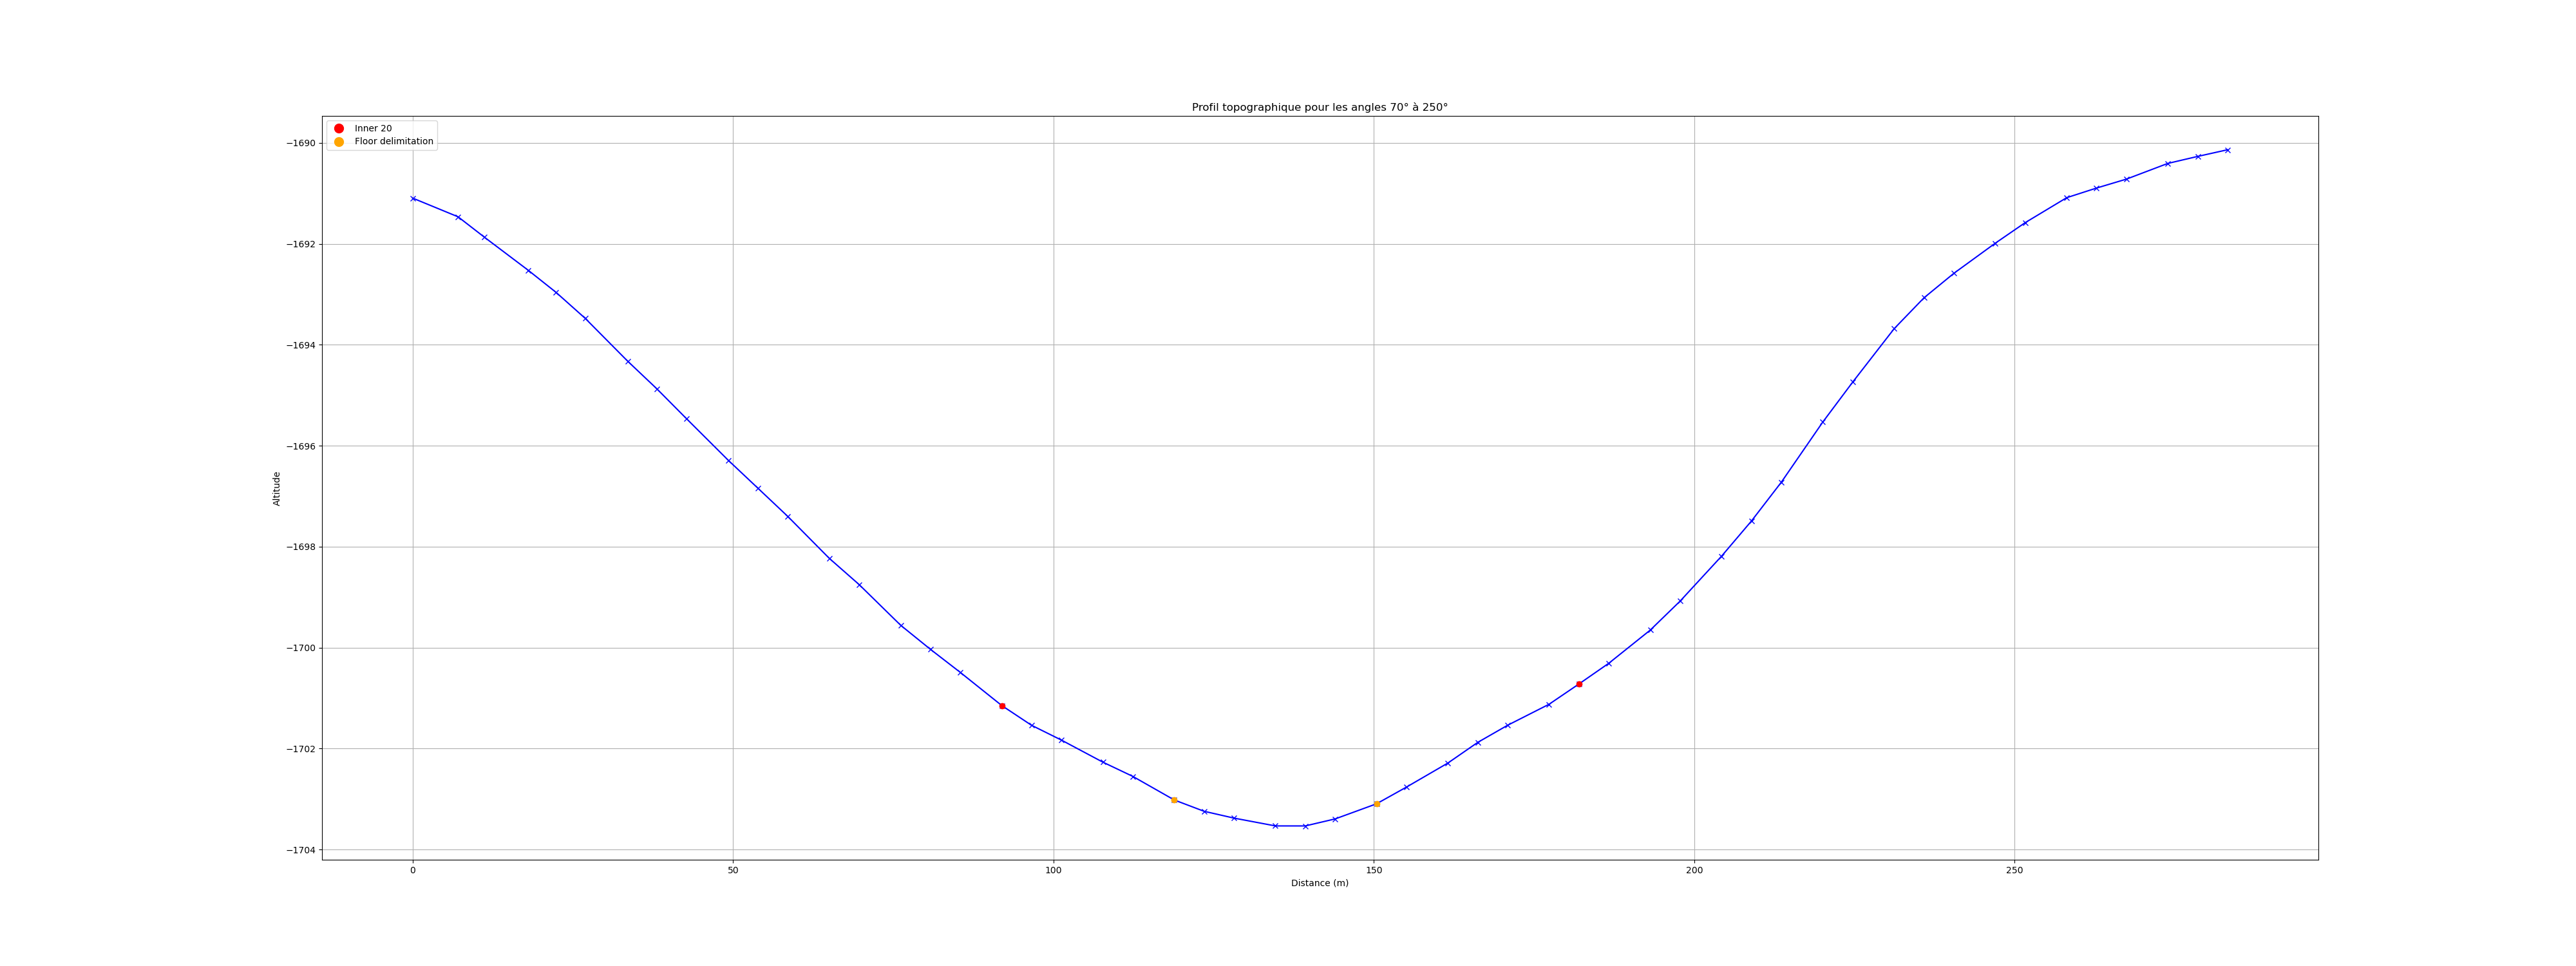 Profil topographique pour les angles 70° à 250°
Inner 20
Floor delimitation
−1690
−1692
−1694
−1696
−1698
−1700
−1702
−1704
Altitude
0
50
100
150
200
250
Distance (m)